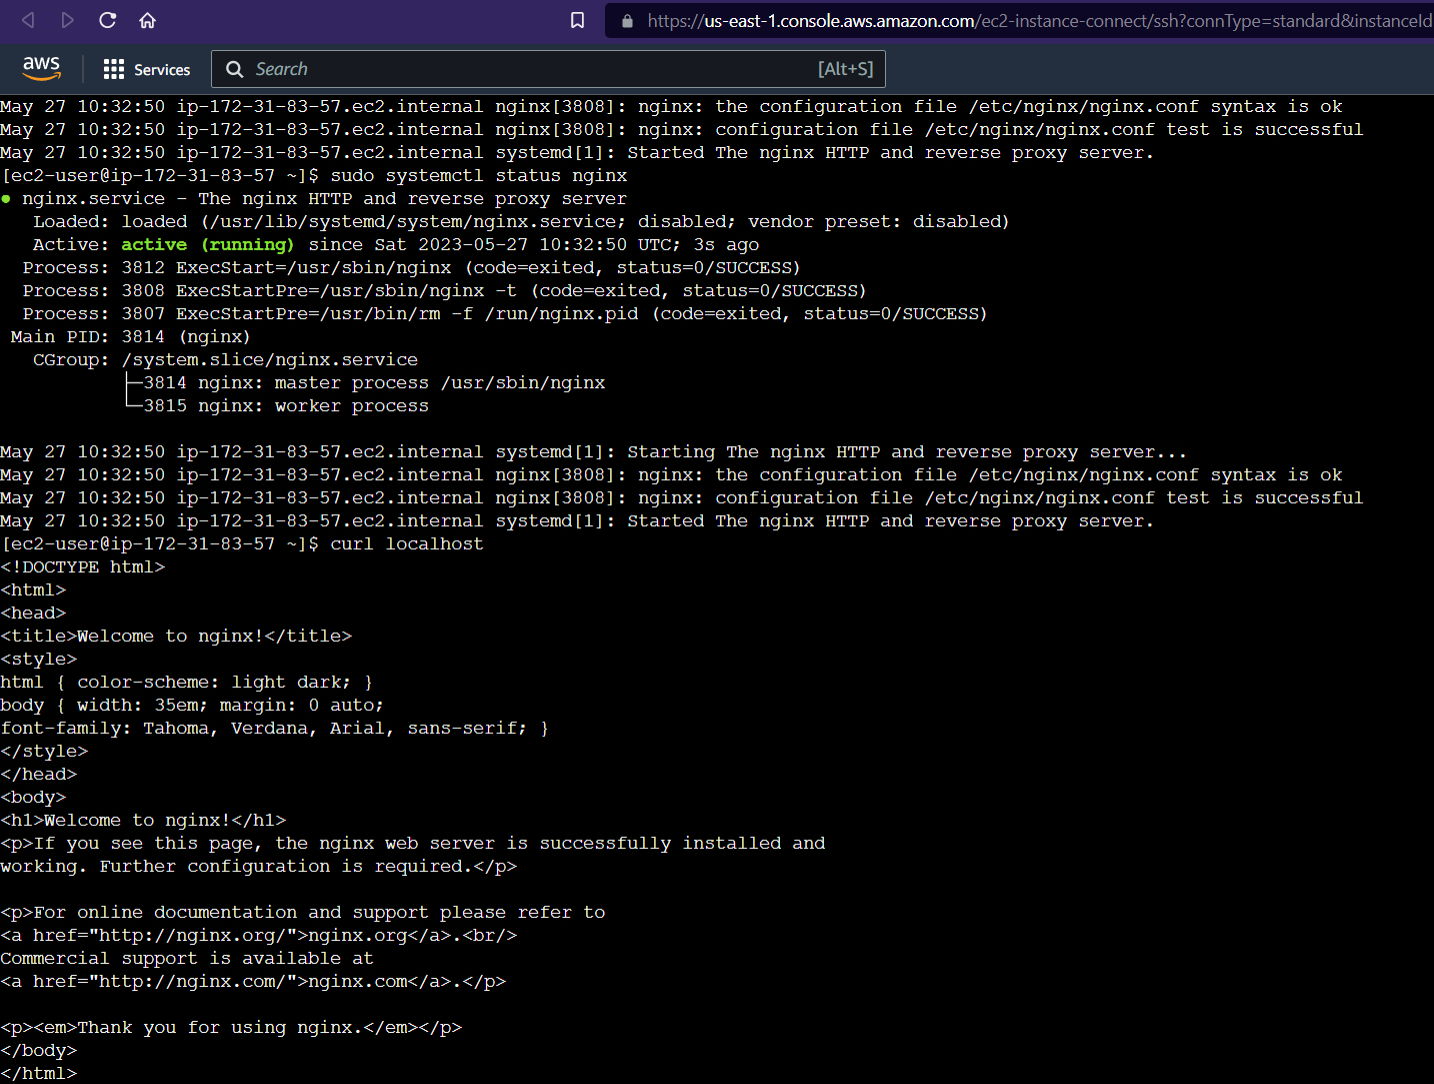 https://us-east-1.console.aws.amazon.com/ec2-instance-connect/ssh?connType=standard&instanceId
aws
Services
Search
[Alt+S]
May 27 10:32:50 ip-172-31-83-57.ec2.internal nginx[3808]: nginx: the configuration file /etc/nginx/nginx.conf syntax is ok
May 27 10:32:50 ip-172-31-83-57.ec2.internal nginx[3808]: nginx: configuration file /etc/nginx/nginx.conf test is successful
May 27 10:32:50 ip-172-31-83-57.ec2.internal systemd[1]: Started The nginx HTTP and reverse proxy server.
[ec2-user@ip-172-31-83-57 ~]$ sudo systemctl status nginx
● nginx.service - The nginx HTTP and reverse proxy server
   Loaded: loaded (/usr/lib/systemd/system/nginx.service; disabled; vendor preset: disabled)
   Active: active (running) since Sat 2023-05-27 10:32:50 UTC; 3s ago
  Process: 3812 ExecStart=/usr/sbin/nginx (code=exited, status=0/SUCCESS)
  Process: 3808 ExecStartPre=/usr/sbin/nginx -t (code=exited, status=0/SUCCESS)
  Process: 3807 ExecStartPre=/usr/bin/rm -f /run/nginx.pid (code=exited, status=0/SUCCESS)
 Main PID: 3814 (nginx)
   CGroup: /system.slice/nginx.service
           ├─3814 nginx: master process /usr/sbin/nginx
           └─3815 nginx: worker process
May 27 10:32:50 ip-172-31-83-57.ec2.internal systemd[1]: Starting The nginx HTTP and reverse proxy server...
May 27 10:32:50 ip-172-31-83-57.ec2.internal nginx[3808]: nginx: the configuration file /etc/nginx/nginx.conf syntax is ok
May 27 10:32:50 ip-172-31-83-57.ec2.internal nginx[3808]: nginx: configuration file /etc/nginx/nginx.conf test is successful
May 27 10:32:50 ip-172-31-83-57.ec2.internal systemd[1]: Started The nginx HTTP and reverse proxy server.
[ec2-user@ip-172-31-83-57 ~]$ curl localhost
<!DOCTYPE html>
<html>
<head>
<title>Welcome to nginx!</title>
<style>
html { color-scheme: light dark; }
body { width: 35em; margin: 0 auto;
font-family: Tahoma, Verdana, Arial, sans-serif; }
</style>
</head>
<body>
<h1>Welcome to nginx!</h1>
<p>If you see this page, the nginx web server is successfully installed and
working. Further configuration is required.</p>
<p>For online documentation and support please refer to
<a href="http://nginx.org/">nginx.org</a>.<br/>
Commercial support is available at
<a href="http://nginx.com/">nginx.com</a>.</p>
<p><em>Thank you for using nginx.</em></p>
</body>
</html>